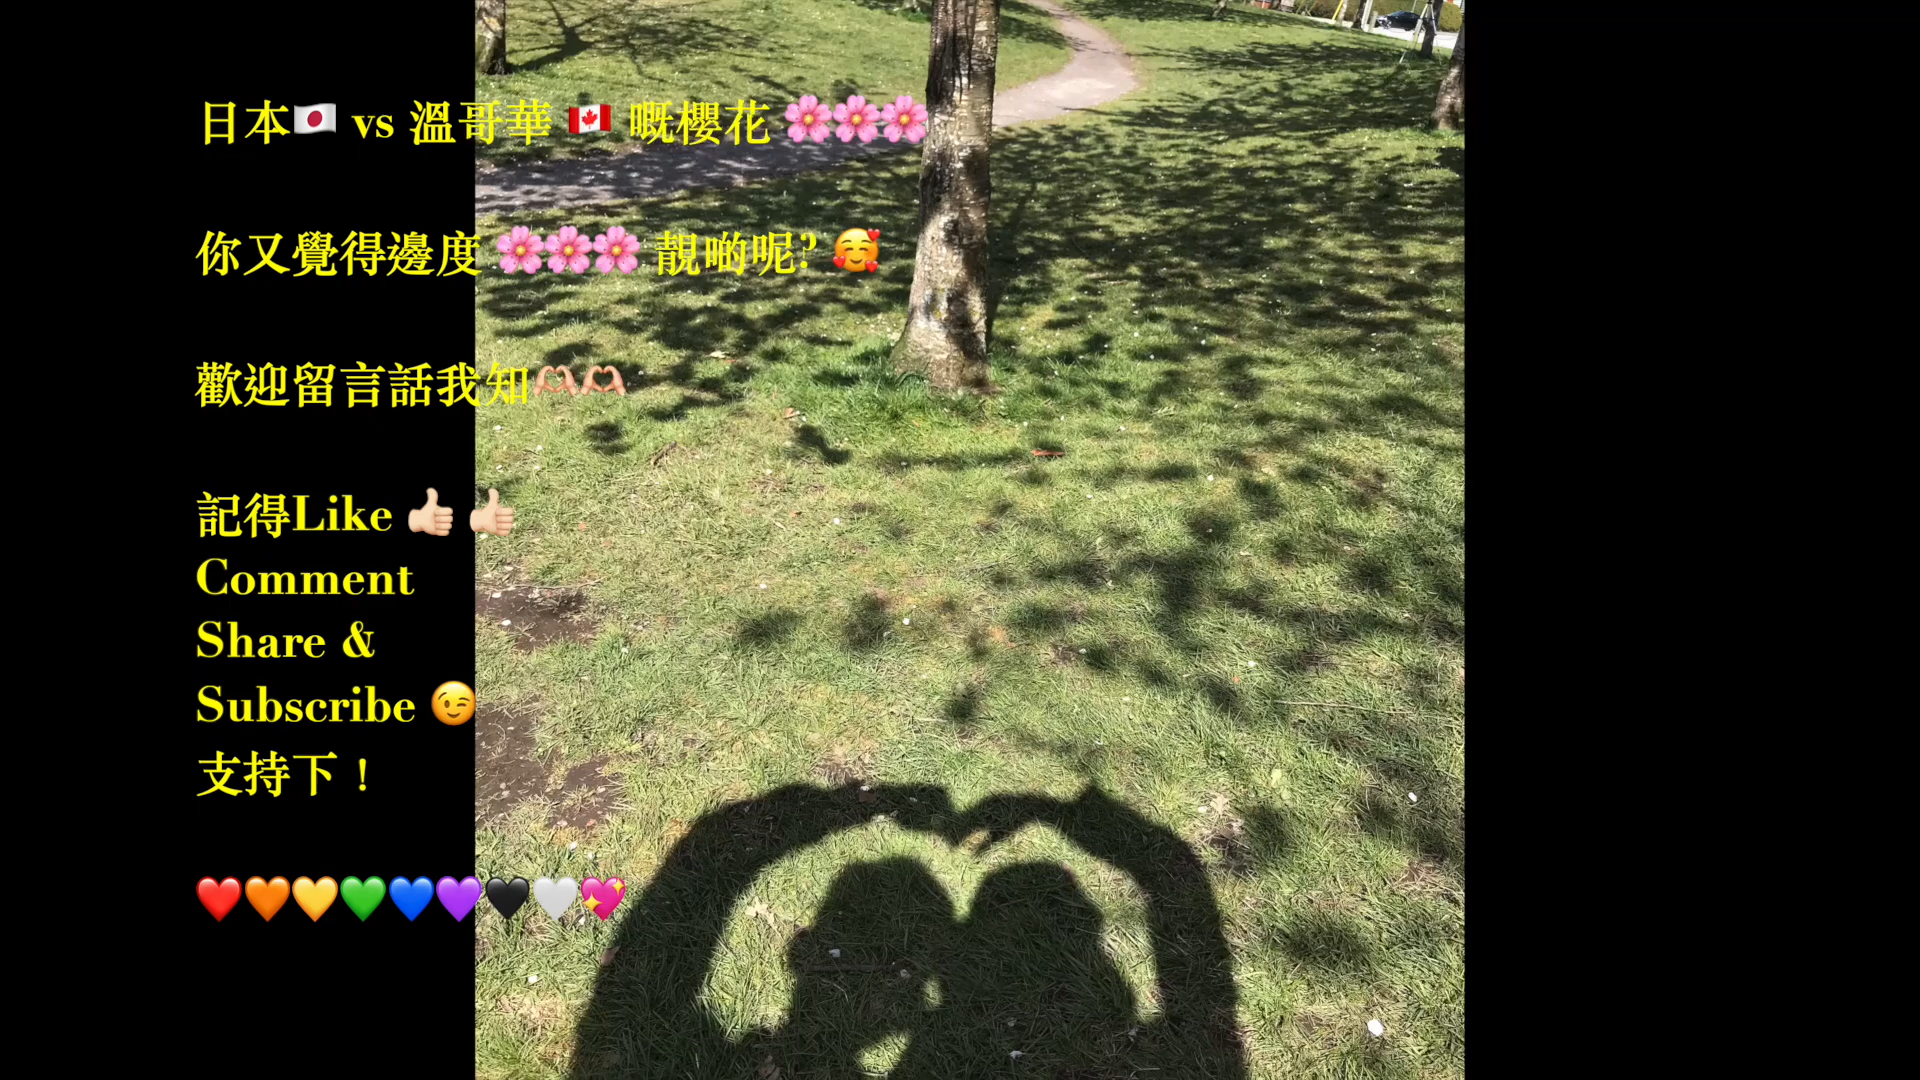 日本🇯🇵 vs 溫哥華 🇨🇦 嘅櫻花 🌸🌸🌸
你又覺得邊度 🌸🌸🌸 靚啲呢? 🥰
歡迎留言話我知🫶🏼🫶🏼
記得Like 👍🏻 👍🏻
Comment
Share &
Subscribe 😉
支持下！
❤️🧡💛💚💙💜🖤🤍💖